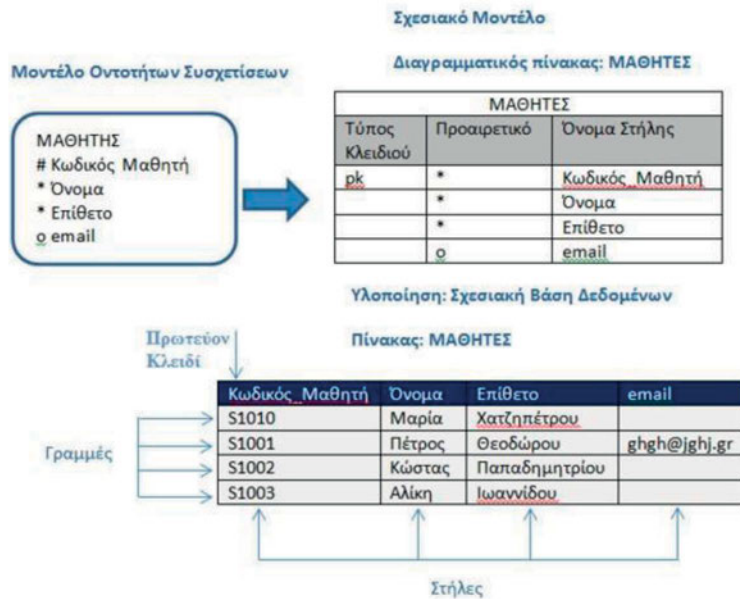 Σχεσιακό Μοντέλο
Μοντέλο Οντοτήτων Συσχετίσεων
Διαγραμματικός πίνακας: ΜΑΘΗΤΕΣ
ΜΑΘΗΤΗΣ
# Κωδικός Μαθητή
* Όνομα
* Επίθετο
o email
ΜΑΘΗΤΕΣ
Τύπος Κλειδιού Προαιρετικό Όνομα Στήλης
pk * Κωδικός_Μαθητή
* Όνομα
* Επίθετο
o email
Υλοποίηση: Σχεσιακή Βάση Δεδομένων
Πρωτεύον
Κλειδί
Πίνακας: ΜΑΘΗΤΕΣ
Κωδικός_Μαθητή Όνομα Επίθετο email
S1010 Μαρία Χατζηπέτρου
S1001 Πέτρος Θεοδώρου ghgh@jghj.gr
S1002 Κώστας Παπαδημητρίου
S1003 Αλίκη Ιωαννίδου
Γραμμές
Στήλες